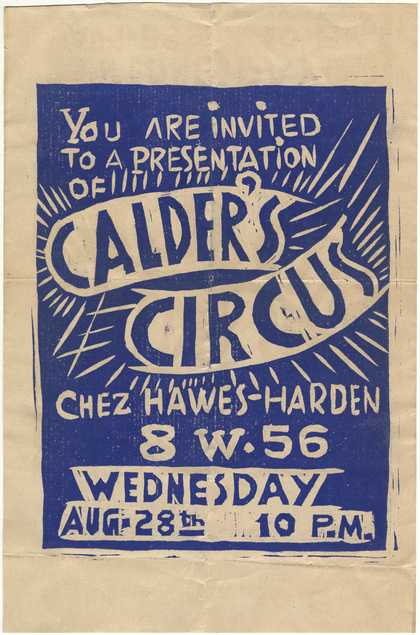 You ARE iNViTED
TO A PRESENTATION
OF
CALDER'S
CIRCUS
CHEZ HAWES-HARDEN
8 W. 56
WEDNESDAY
AUG. 28th 10 P.M.